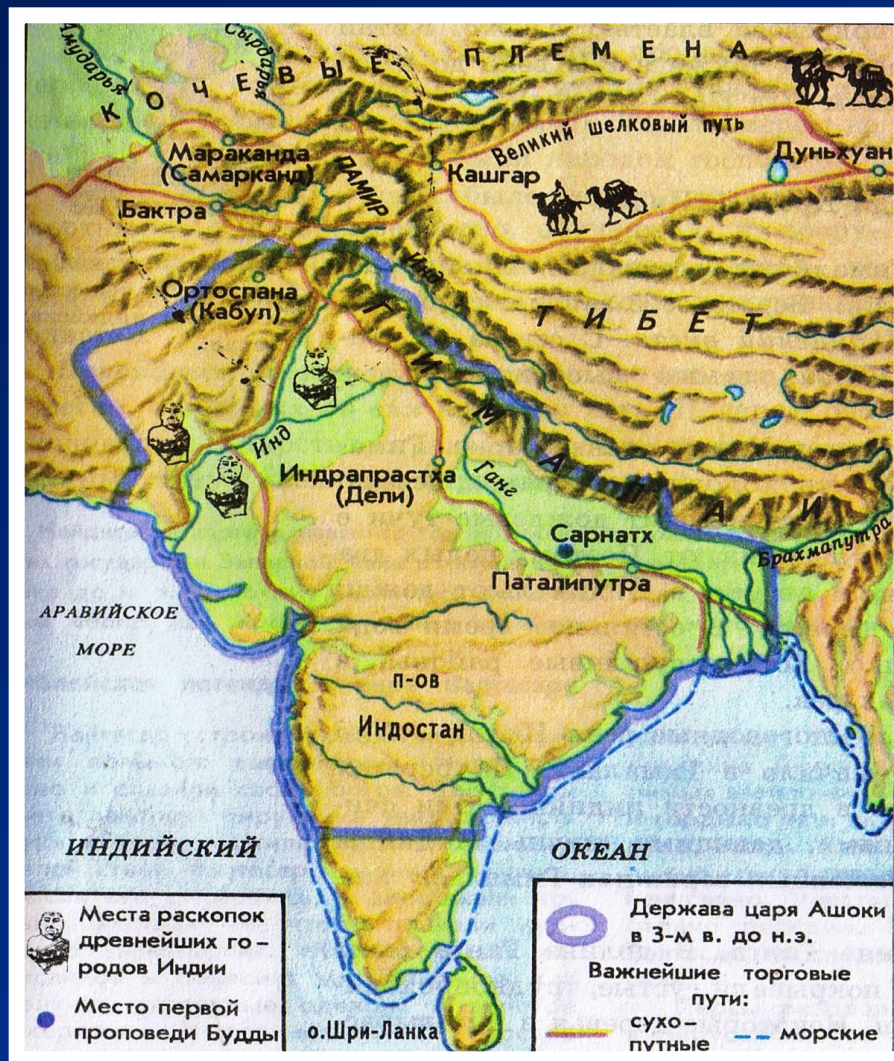 Амударья
Сырдарья
КОЧЕВЫЕ ПЛЕМЕНА
Великий шелковый путь
Мараканда
(Самарканд)
ПАМИР
Кашгар
Дуньхуан
Бактра
Инд
Ортоспана
(Кабул)
ТИБЕТ
ГИМАЛАИ
Инд
Индрапрастха
(Дели)
Ганг
Сарнатх
Брахмапутра
Паталипутра
АРАВИЙСКОЕ
МОРЕ
п-ов
Индостан
ИНДИЙСКИЙ ОКЕАН
Места раскопок
древнейших го-
родов Индии
Место первой
проповеди Будды
о.Шри-Ланка
Держава царя Ашоки
в 3-м в. до н.э.
Важнейшие торговые
пути:
сухо-
путные
морские